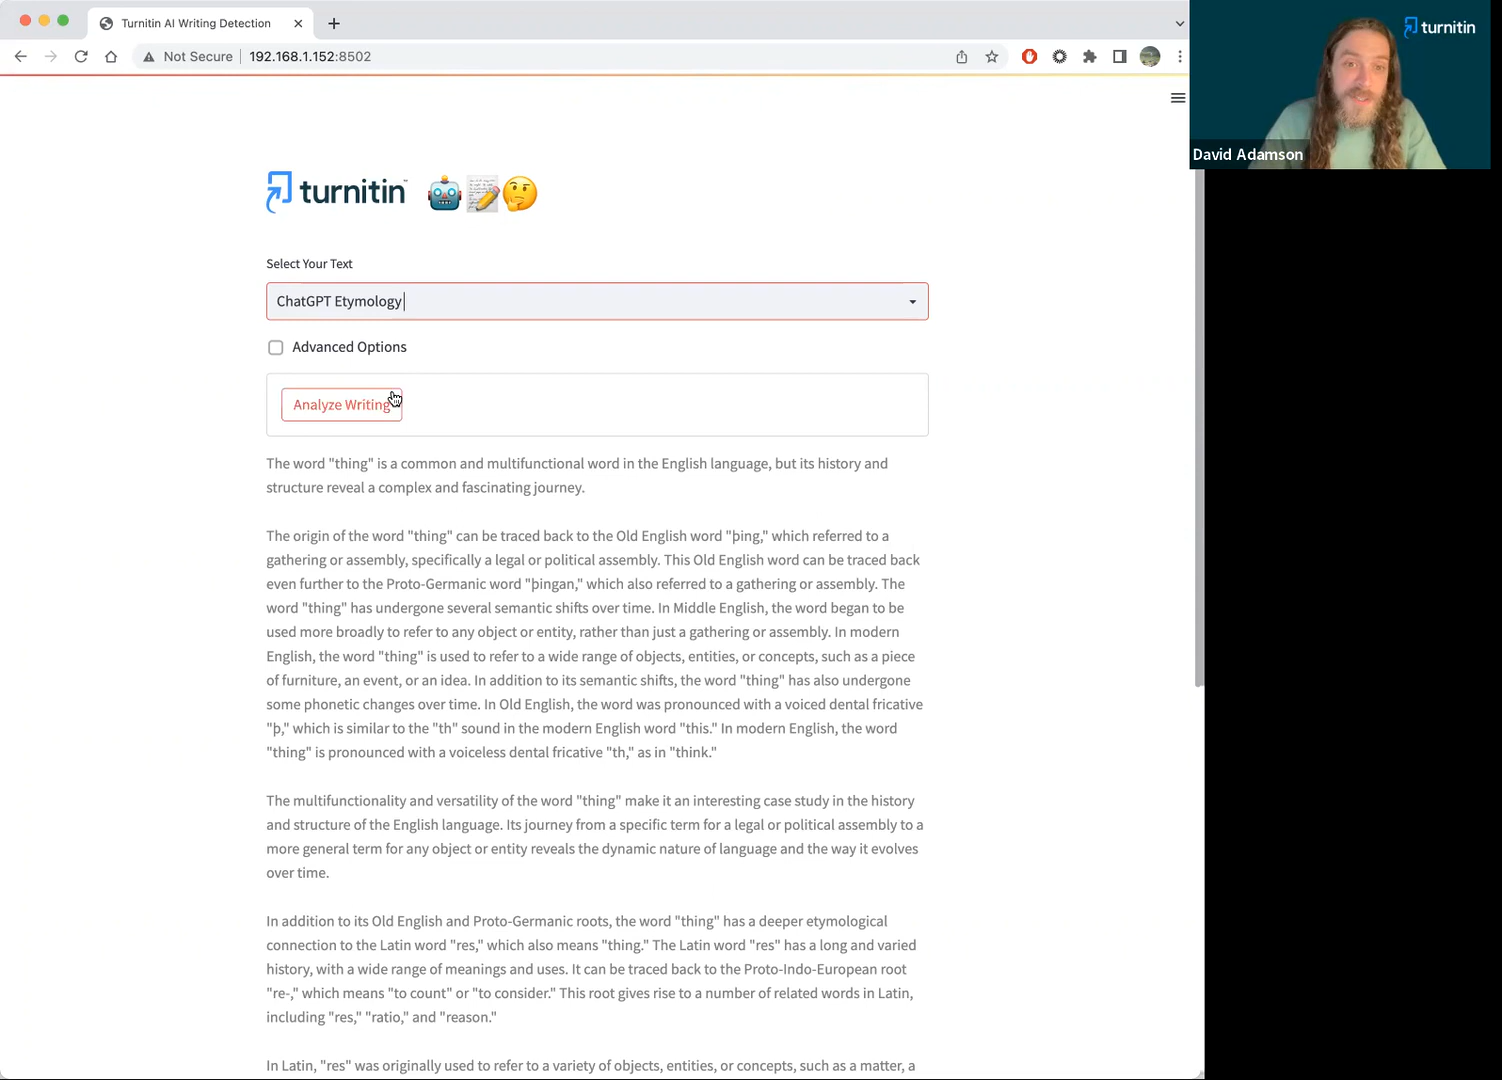 Turnitin AI Writing Detection
Not Secure
192.168.1.152:8502
turnitin
David Adamson
turnitin
Select Your Text
ChatGPT Etymology
Advanced Options
Analyze Writing
The word "thing" is a common and multifunctional word in the English language, but its history and
structure reveal a complex and fascinating journey.
The origin of the word "thing" can be traced back to the Old English word "þing," which referred to a
gathering or assembly, specifically a legal or political assembly. This Old English word can be traced back
even further to the Proto-Germanic word "þingan," which also referred to a gathering or assembly. The
word "thing" has undergone several semantic shifts over time. In Middle English, the word began to be
used more broadly to refer to any object or entity, rather than just a gathering or assembly. In modern
English, the word "thing" is used to refer to a wide range of objects, entities, or concepts, such as a piece
of furniture, an event, or an idea. In addition to its semantic shifts, the word "thing" has also undergone
some phonetic changes over time. In Old English, the word was pronounced with a voiced dental fricative
"þ," which is similar to the "th" sound in the modern English word "this." In modern English, the word
"thing" is pronounced with a voiceless dental fricative "th," as in "think."
The multifunctionality and versatility of the word "thing" make it an interesting case study in the history
and structure of the English language. Its journey from a specific term for a legal or political assembly to a
more general term for any object or entity reveals the dynamic nature of language and the way it evolves
over time.
In addition to its Old English and Proto-Germanic roots, the word "thing" has a deeper etymological
connection to the Latin word "res," which also means "thing." The Latin word "res" has a long and varied
history, with a wide range of meanings and uses. It can be traced back to the Proto-Indo-European root
"re-," which means "to count" or "to consider." This root gives rise to a number of related words in Latin,
including "res," "ratio," and "reason."
In Latin, "res" was originally used to refer to a variety of objects, entities, or concepts, such as a matter, a